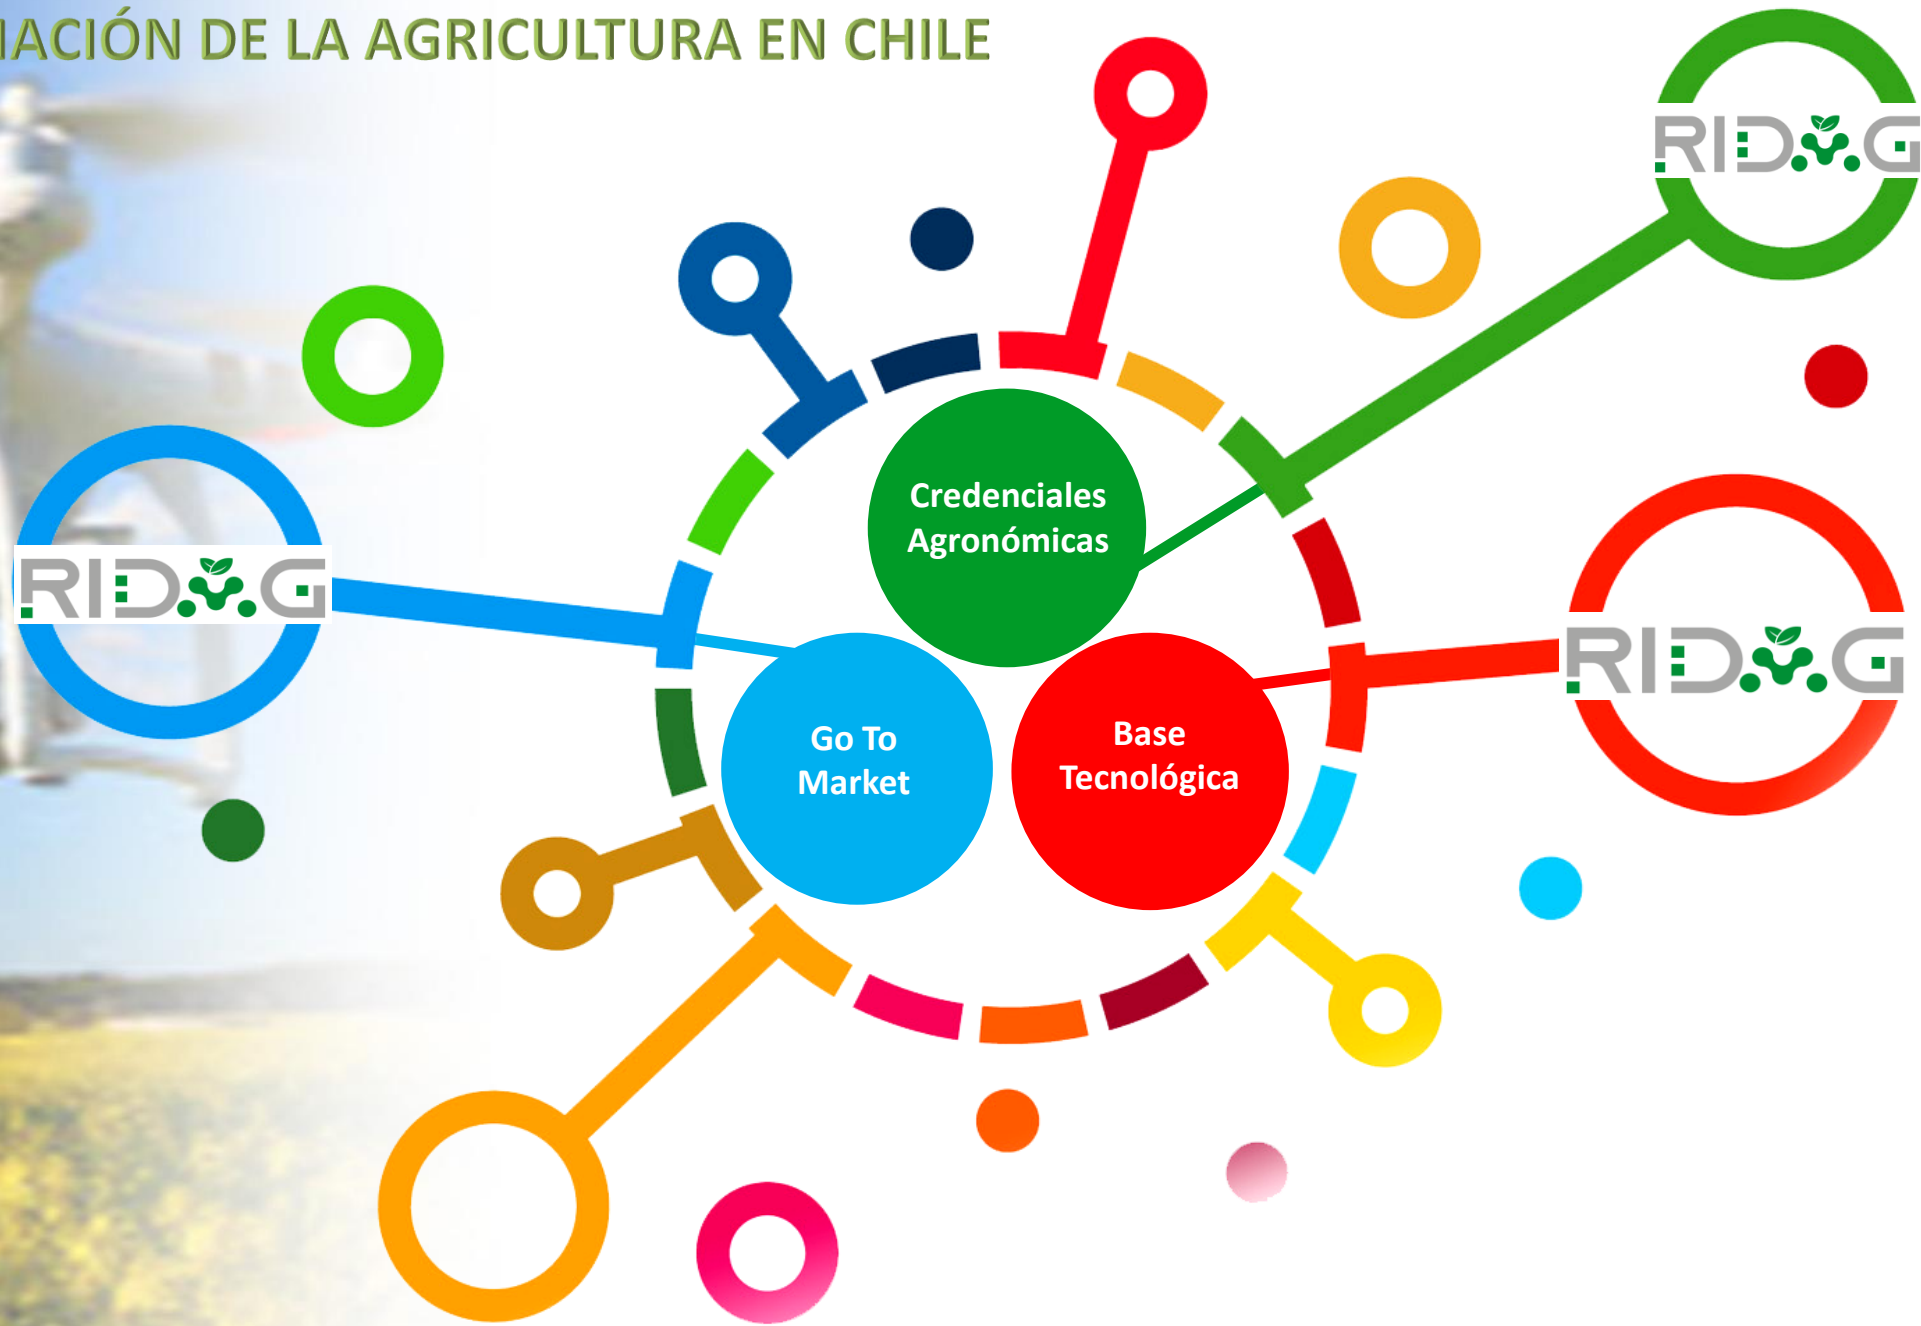 IACIÓN DE LA AGRICULTURA EN CHILE
RIDAG
Credenciales
Agronómicas
RIDAG
RIDAG
Go To
Market
Base
Tecnológica